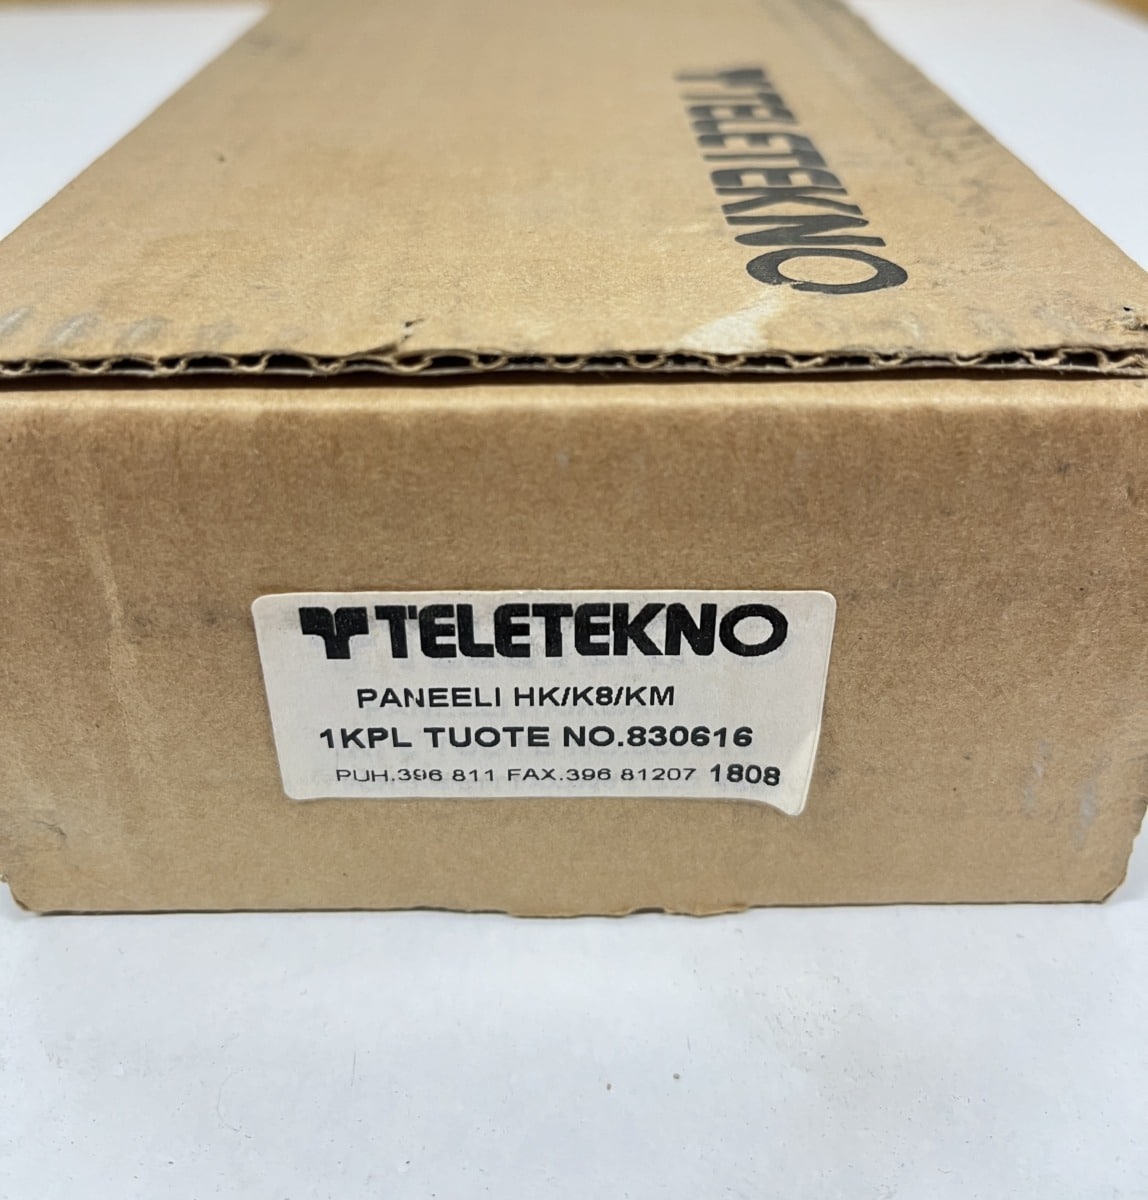 TELETEKNO
TELETEKNO
PANEELI HK/K8/KM
1KPL TUOTE NO.830616
PUH.396 811 FAX.396 81207 1808